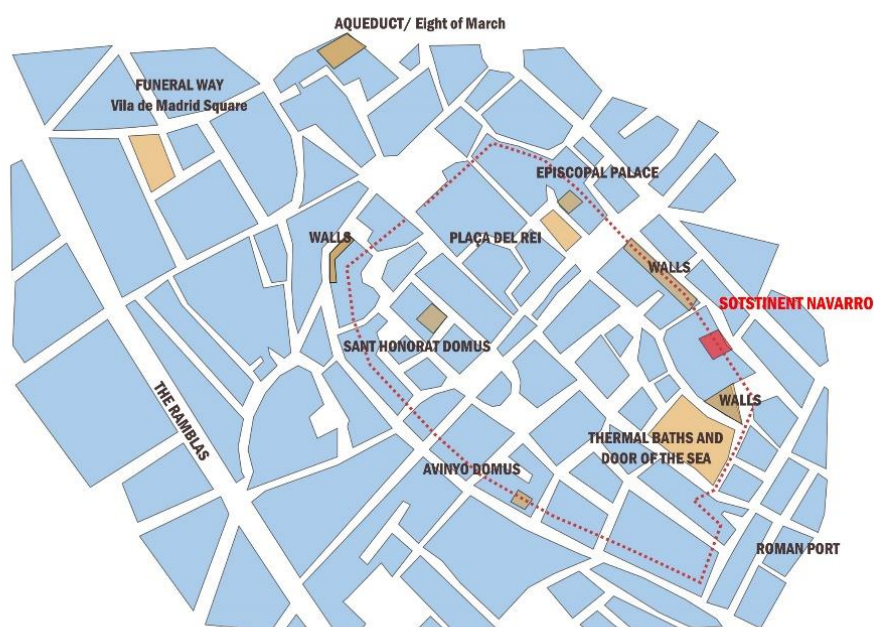 AQUEDUCT/ Eight of March
FUNERAL WAY
Vila de Madrid Square
EPISCOPAL PALACE
WALLS
PLAÇA DEL REI
WALLS
SOTSTINENT NAVARRO
SANT HONORAT DOMUS
THE RAMBLAS
WALLS
THERMAL BATHS AND
DOOR OF THE SEA
AVINYO DOMUS
ROMAN PORT